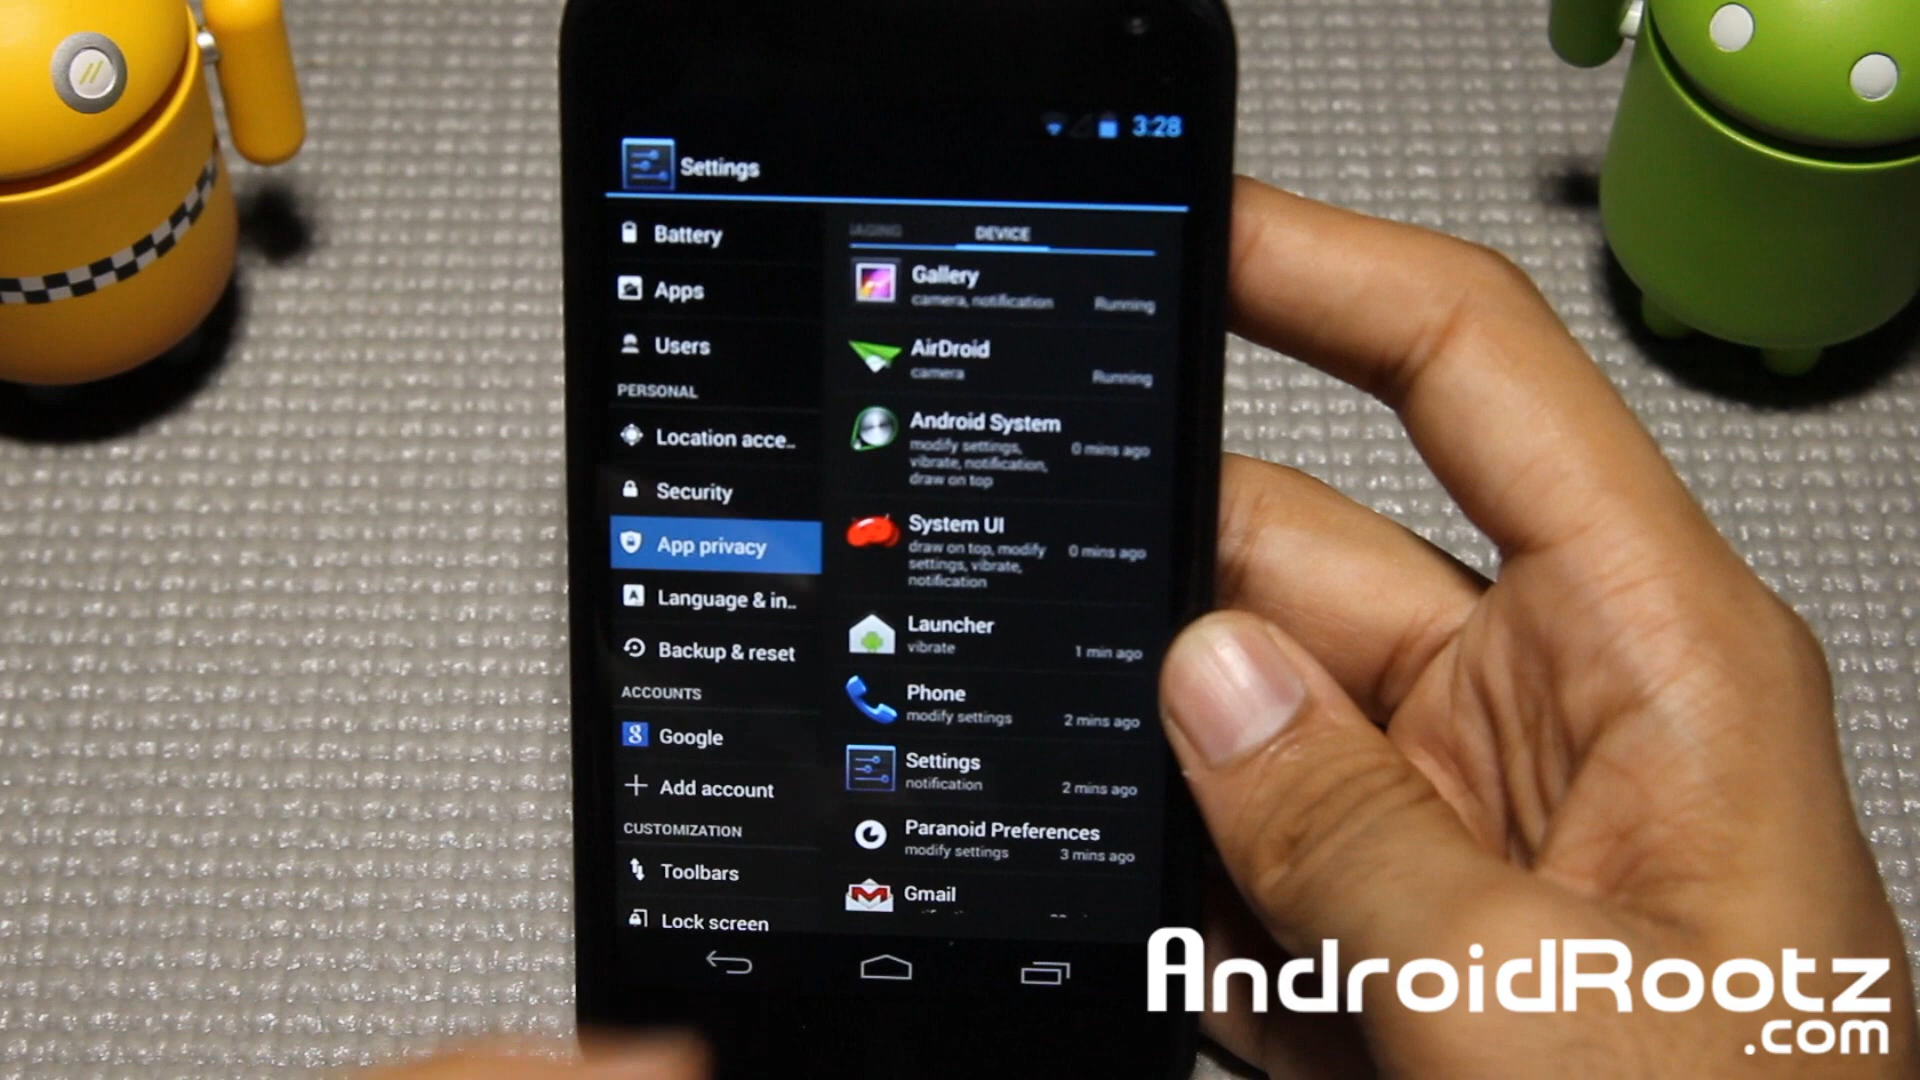 3:28
Settings
Battery
Apps
Users
PERSONAL
Location acce..
Security
App privacy
Language & in..
Backup & reset
ACCOUNTS
Google
Add account
CUSTOMIZATION
Toolbars
Lock screen
DEVICE
Gallery
camera, notification
Running
AirDroid
camera
Running
Android System
modify settings,
vibrate, notification,
draw on top
0 mins ago
System UI
draw on top, modify
settings, vibrate,
notification
0 mins ago
Launcher
vibrate
1 min ago
Phone
modify settings
2 mins ago
Settings
notification
2 mins ago
Paranoid Preferences
modify settings
3 mins ago
Gmail
AndroidRootz
.com